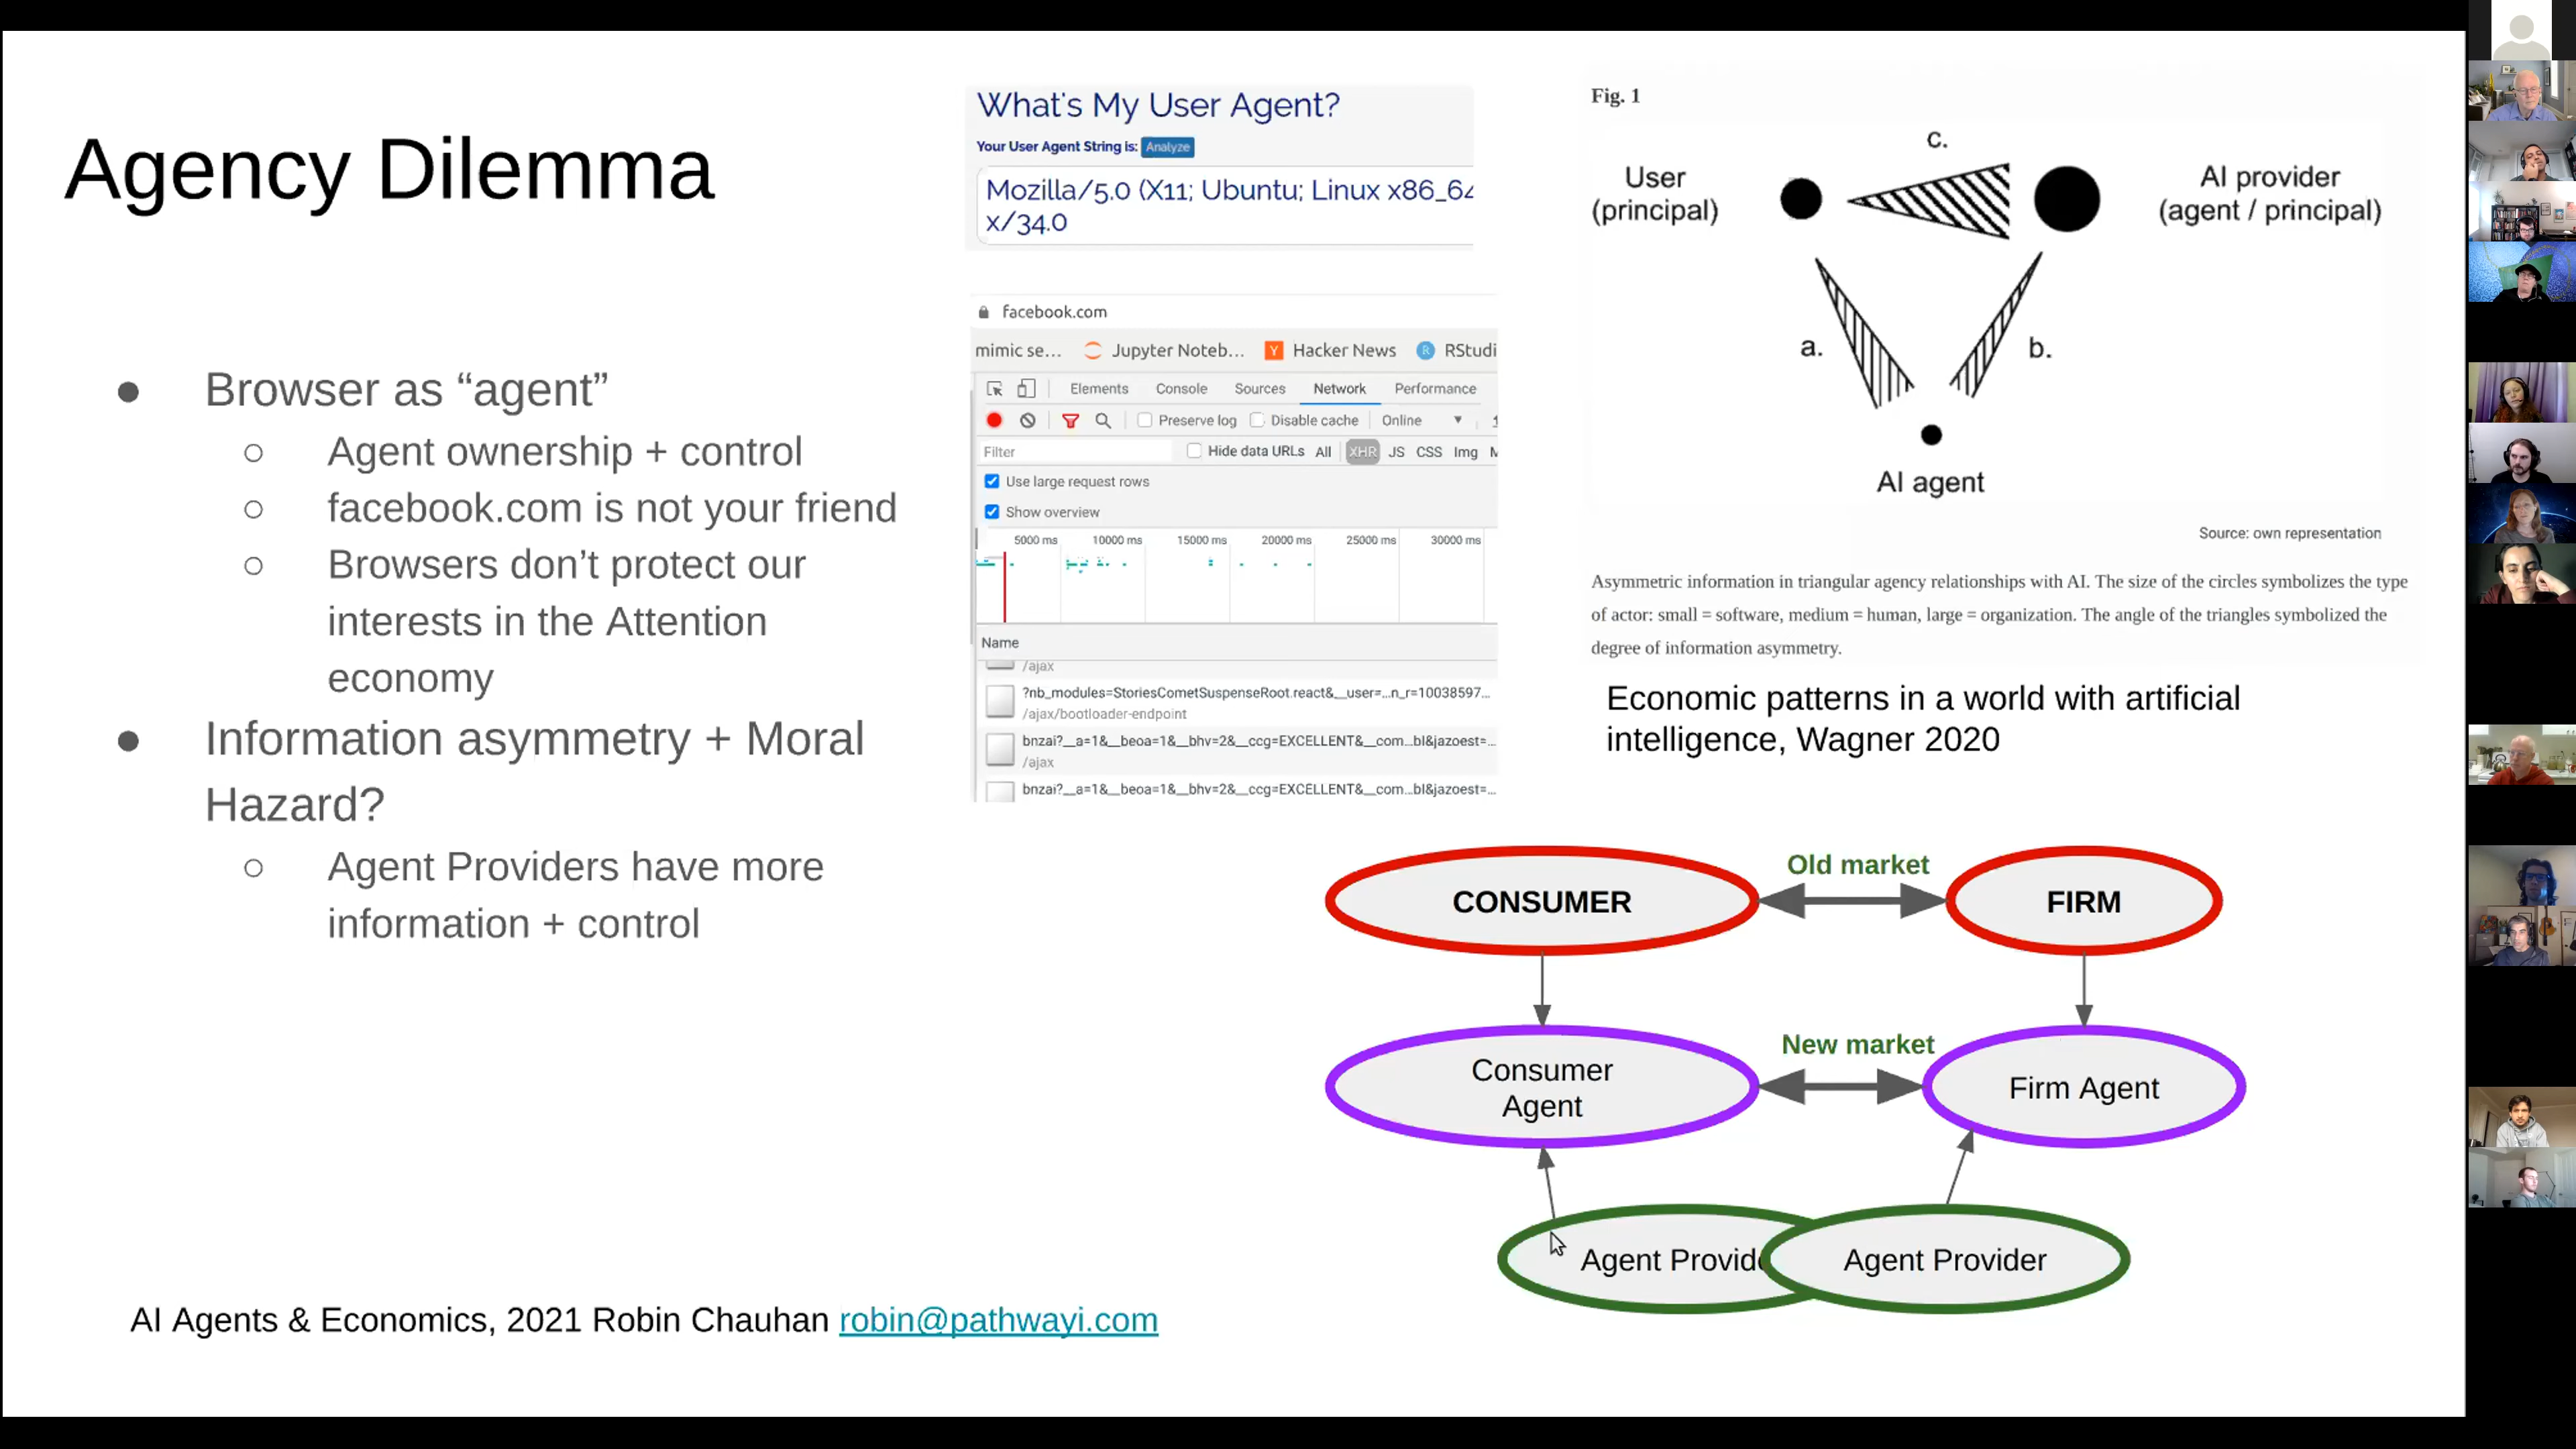 Agency Dilemma
● Browser as “agent”
○ Agent ownership + control
○ facebook.com is not your friend
○ Browsers don’t protect our
interests in the Attention
economy
● Information asymmetry + Moral
Hazard?
○ Agent Providers have more
information + control
What's My User Agent?
Your User Agent String is: Analyze
Mozilla/5.0 (X11; Ubuntu; Linux x86_64
x/34.0
facebook.com
mimic se… Jupyter Noteb… Y Hacker News R RStudi
Elements Console Sources Network Performance
Preserve log Disable cache Online
Filter Hide data URLs All XHR JS CSS Img
Use large request rows
Show overview
5000 ms 10000 ms 15000 ms 20000 ms 25000 ms 30000 ms
Name
/ajax
?nb_modules=StoriesCometSuspenseRoot.react&__user=...n_r=10038597...
/ajax/bootloader-endpoint
bnzai?__a=1&__beoa=1&__bhv=2&__ccg=EXCELLENT&__com...bl&jazoest=...
/ajax
bnzai?__a=1&__beoa=1&__bhv=2&__ccg=EXCELLENT&__com...bl&jazoest=...
Fig. 1
c.
User
(principal)
AI provider
(agent / principal)
a.
b.
AI agent
Source: own representation
Asymmetric information in triangular agency relationships with AI. The size of the circles symbolizes the type
of actor: small = software, medium = human, large = organization. The angle of the triangles symbolized the
degree of information asymmetry.
Economic patterns in a world with artificial
intelligence, Wagner 2020
CONSUMER
Old market
FIRM
Consumer
Agent
New market
Firm Agent
Agent Provide
Agent Provider
AI Agents & Economics, 2021 Robin Chauhan robin@pathwayi.com